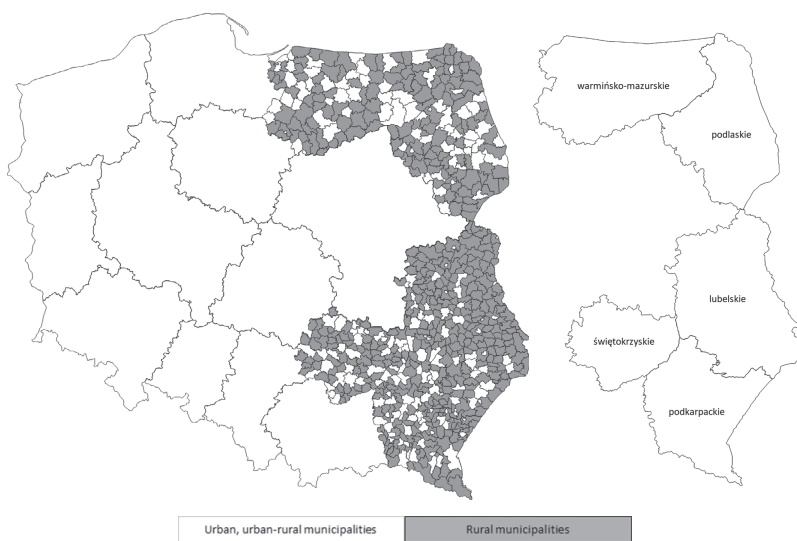 warmińsko-mazurskie
podlaskie
lubelskie
świętokrzyskie
podkarpackie
Urban, urban-rural municipalities
Rural municipalities